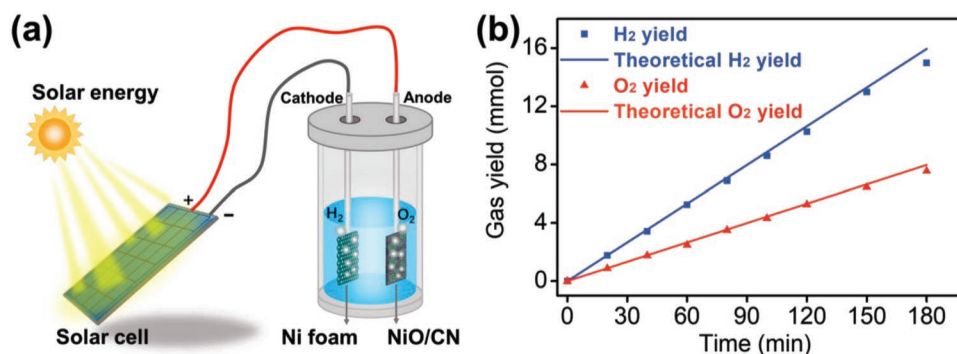 (a)
Solar energy
Cathode
Anode
+
−
H2
O2
Solar cell
Ni foam
NiO/CN
(b)
H2 yield
Theoretical H2 yield
O2 yield
Theoretical O2 yield
Gas yield (mmol)
16
12
8
4
0
0 30 60 90 120 150 180
Time (min)